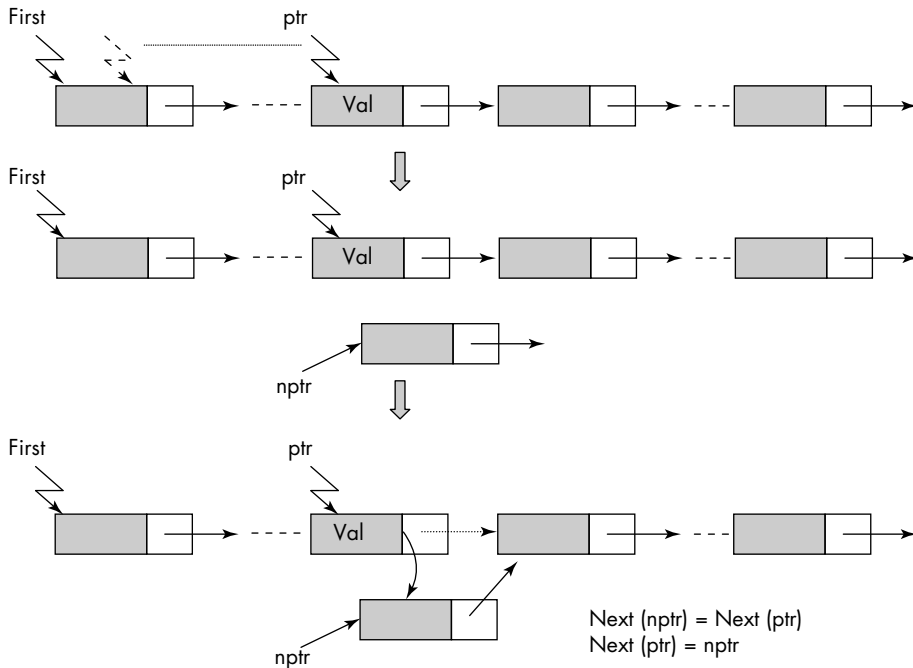 First
ptr
Val
First
ptr
Val
nptr
First
ptr
Val
nptr
Next (nptr) = Next (ptr)
Next (ptr) = nptr